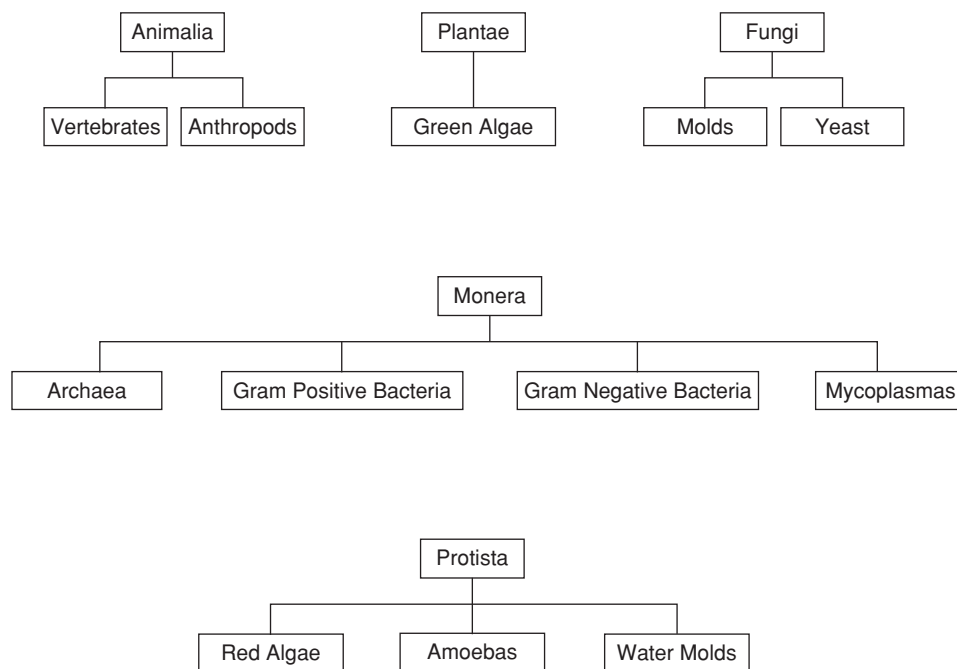 Animalia
Plantae
Fungi
Vertebrates
Anthropods
Green Algae
Molds
Yeast
Monera
Archaea
Gram Positive Bacteria
Gram Negative Bacteria
Mycoplasmas
Protista
Red Algae
Amoebas
Water Molds